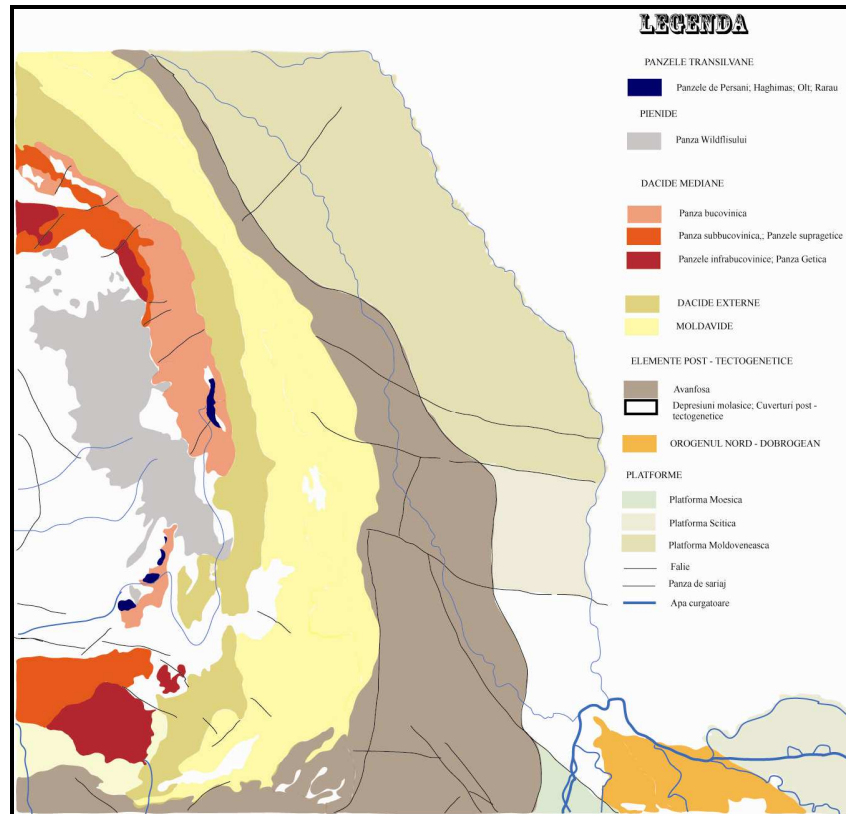 LEGENDA
PANZELE TRANSILVANE
Panzele de Persani; Haghimas; Olt; Rarau
PIENIDE
Panza Wildflisului
DACIDE MEDIANE
Panza bucovinica
Panza subbucovinica,; Panzele supragetice
Panzele infrabucovinice; Panza Getica
DACIDE EXTERNE
MOLDAVIDE
ELEMENTE POST - TECTOGENETICE
Avanfosa
Depresiuni molasice; Cuverturi post -
tectogenetice
OROGENUL NORD - DOBROGEAN
PLATFORME
Platforma Moesica
Platforma Scitica
Platforma Moldoveneasca
Falie
Panza de sariaj
Apa curgatoare